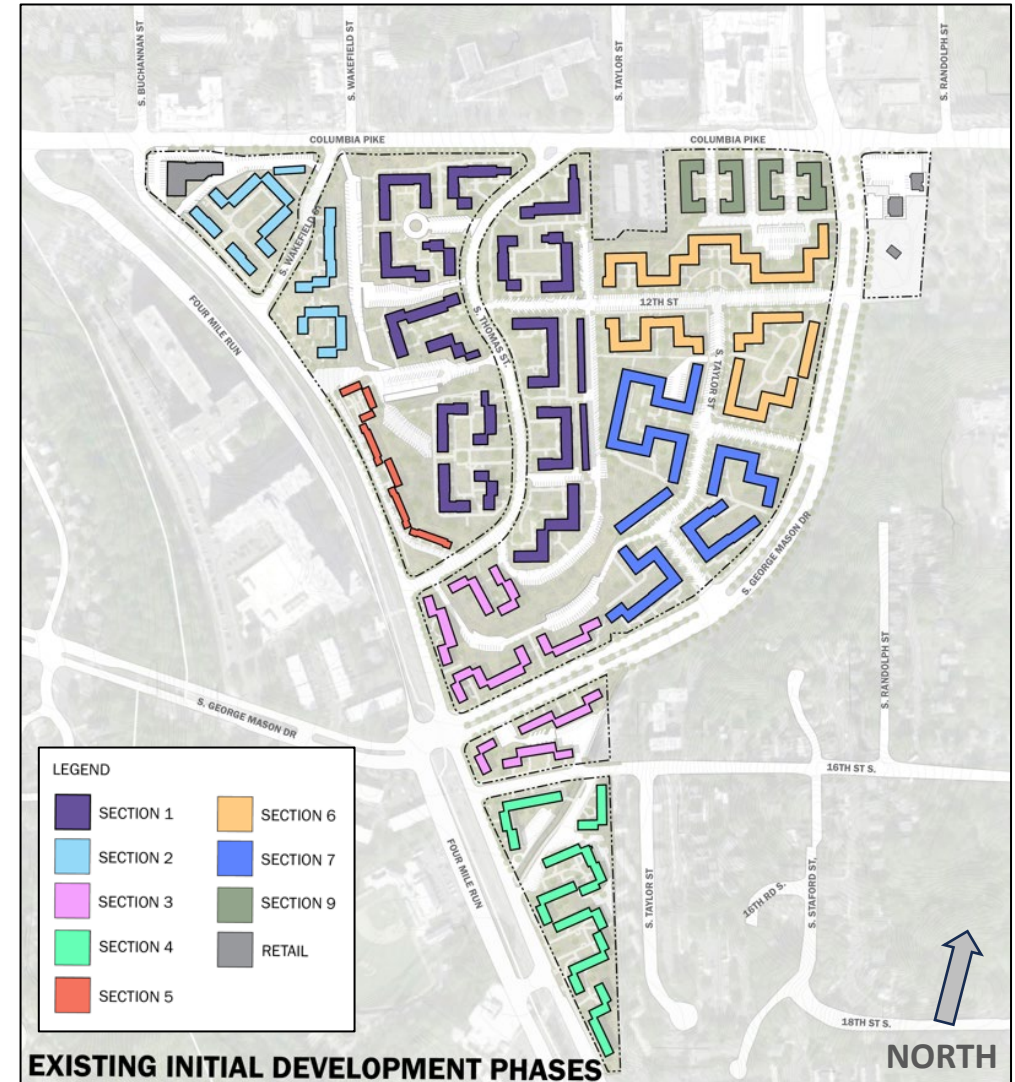 S. BUCHANNAN ST
S. WAKEFIELD ST
S. TAYLOR ST
S. RANDOLPH ST
COLUMBIA PIKE
COLUMBIA PIKE
S. WAKEFIELD
FOUR MILE RUN
S. THOMAS ST.
12TH ST
S. TAYLOR ST
S. GEORGE MASON DR
S. RANDOLPH ST
S. GEORGE MASON DR
16TH ST S.
FOUR MILE RUN
S. TAYLOR ST
16TH RD S.
S. STAFORD ST.
18TH ST S.
LEGEND
SECTION 1
SECTION 2
SECTION 3
SECTION 4
SECTION 5
SECTION 6
SECTION 7
SECTION 9
RETAIL
NORTH
EXISTING INITIAL DEVELOPMENT PHASES